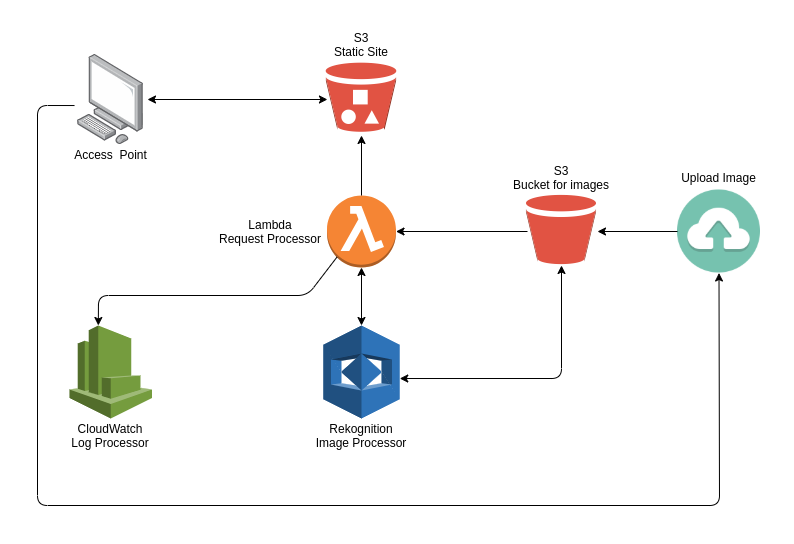 S3
Static Site
Access Point
S3
Bucket for images
Upload Image
Lambda
Request Processor
CloudWatch
Log Processor
Rekognition
Image Processor